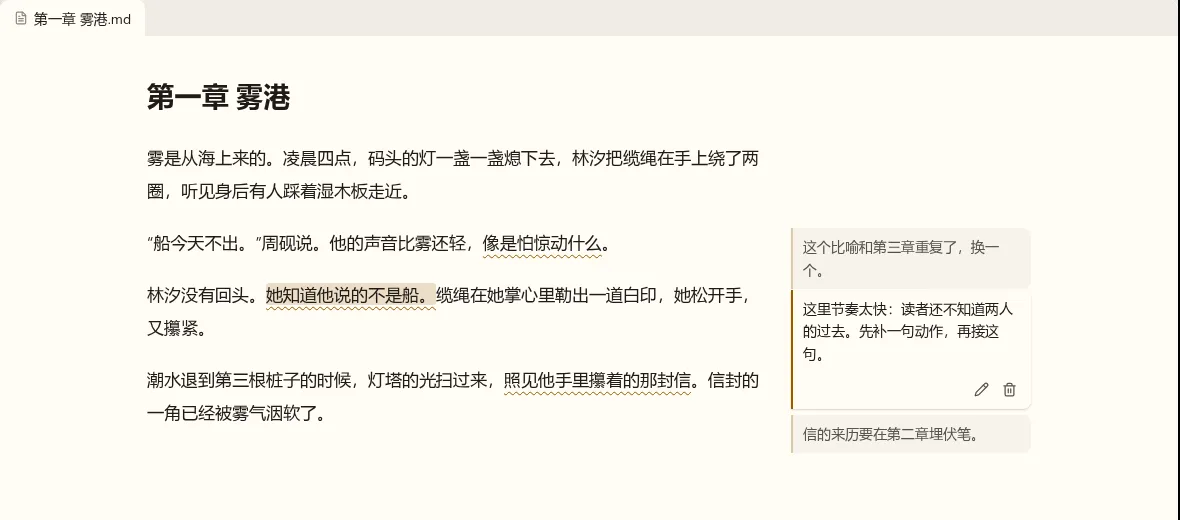 第一章 雾港.md
第一章 雾港
雾是从海上来的。凌晨四点，码头的灯一盏一盏熄下去，林汐把缆绳在手上绕了两
圈，听见身后有人踩着湿木板走近。
“船今天不出。”周砚说。他的声音比雾还轻，像是怕惊动什么。
林汐没有回头。她知道他说的不是船。缆绳在她掌心里勒出一道白印，她松开手，
又攥紧。
潮水退到第三根桩子的时候，灯塔的光扫过来，照见他手里攥着的那封信。信封的
一角已经被雾气洇软了。
这个比喻和第三章重复了，换一
个。
这里节奏太快：读者还不知道两人
的过去。先补一句动作，再接这
句。
信的来历要在第二章埋伏笔。